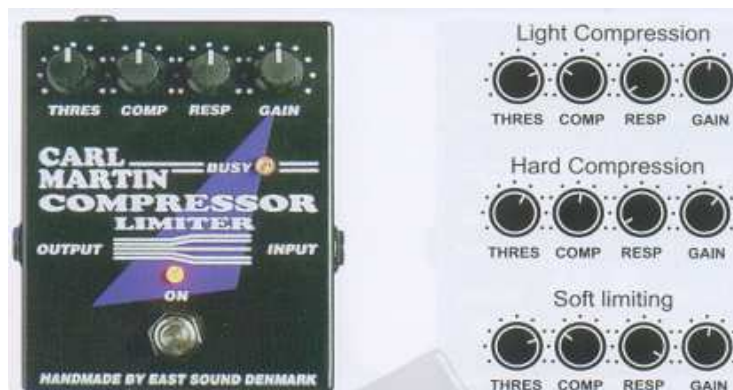 THRES COMP RESP GAIN
CARL
MARTIN
BUSY
COMPRESSOR
LIMITER
OUTPUT INPUT
ON
HANDMADE BY EAST SOUND DENMARK
Light Compression
THRES COMP RESP GAIN
Hard Compression
THRES COMP RESP GAIN
Soft limiting
THRES COMP RESP GAIN